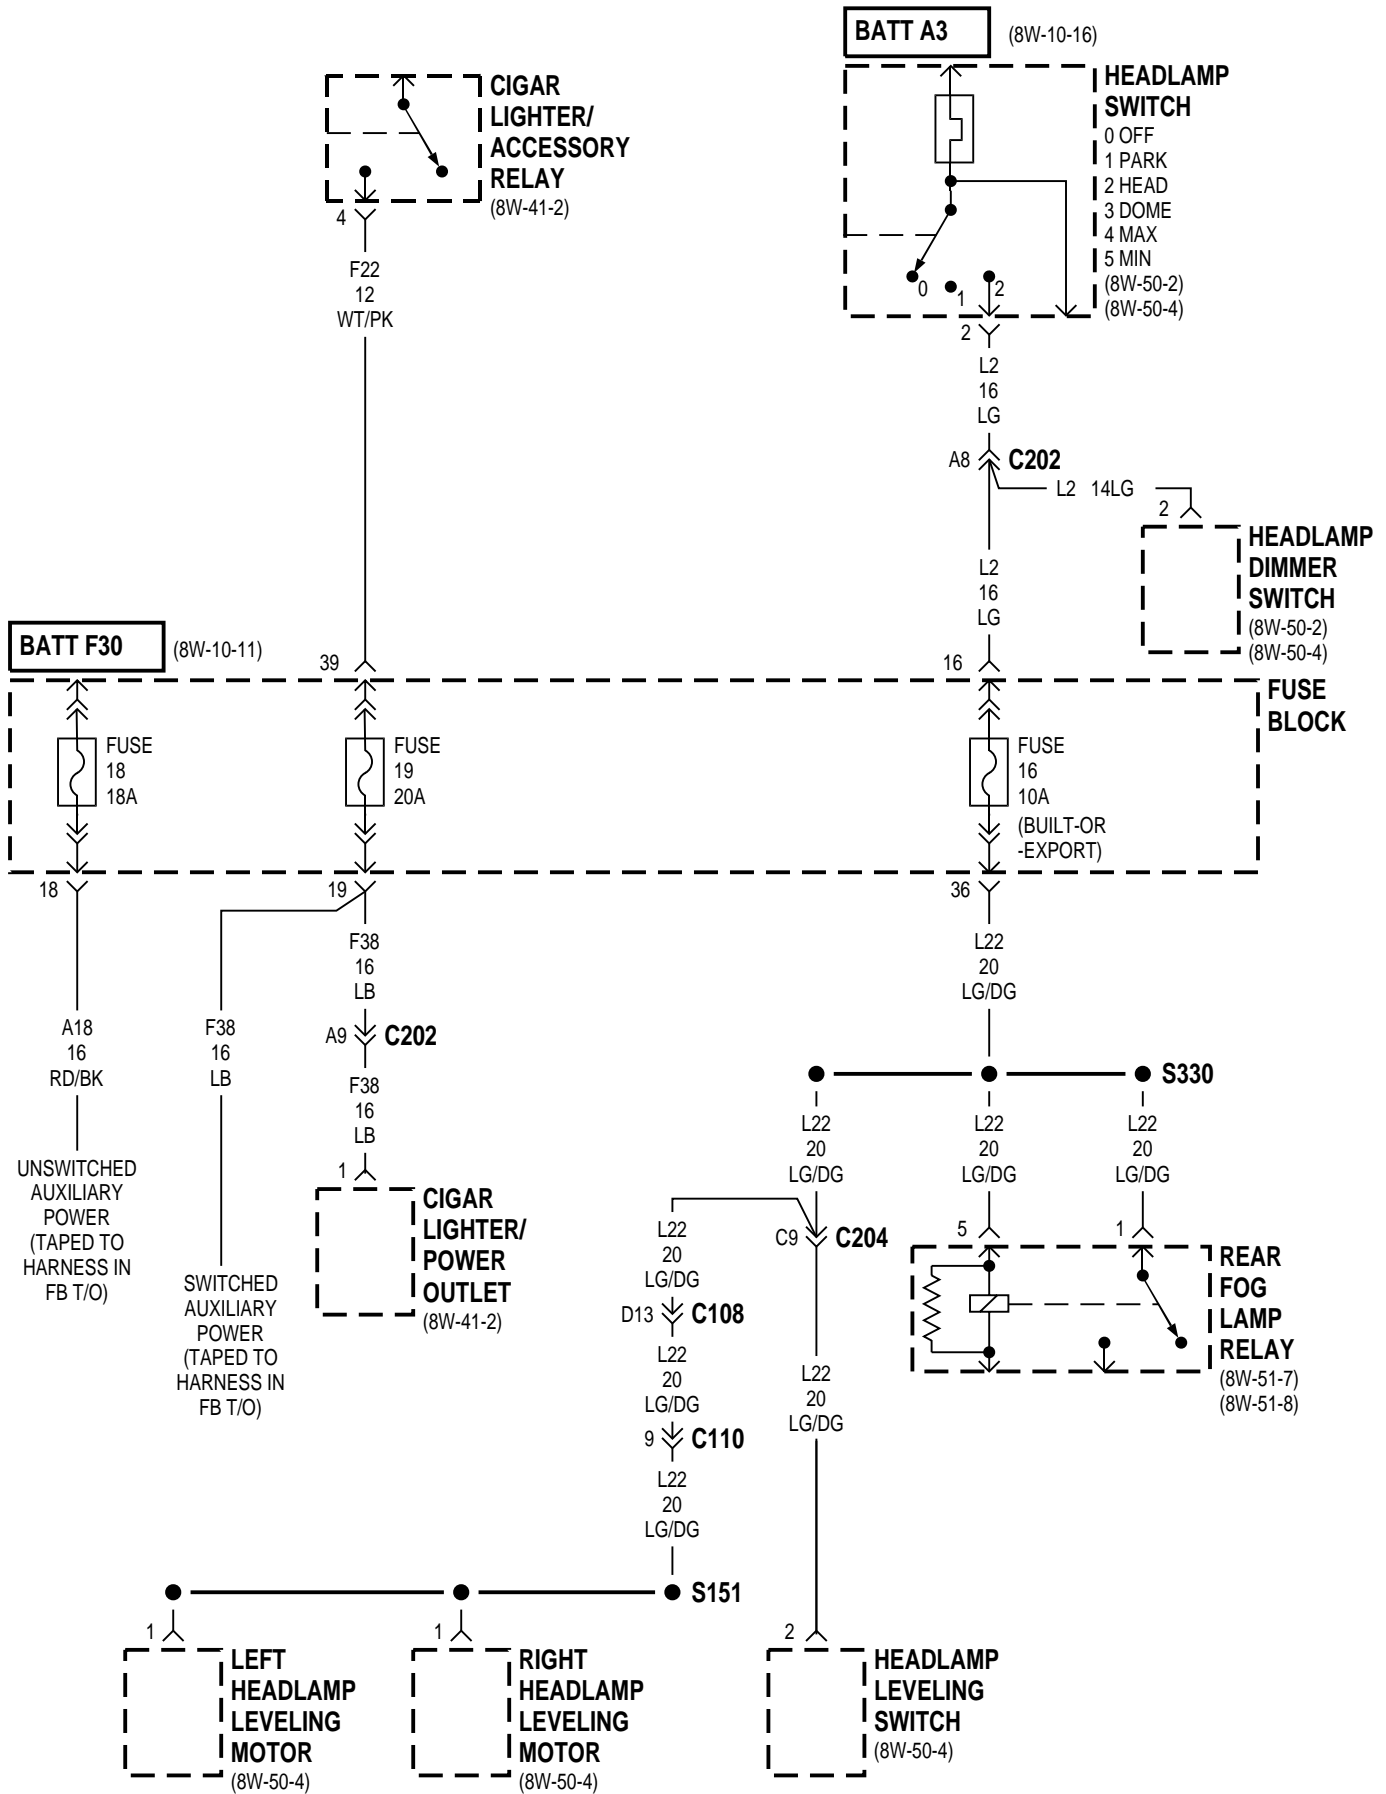 BATT A3
(8W-10-16)
CIGAR
LIGHTER/
ACCESSORY
RELAY
(8W-41-2)
HEADLAMP
SWITCH
0 OFF
1 PARK
2 HEAD
3 DOME
4 MAX
5 MIN
(8W-50-2)
(8W-50-4)
0
1
2
4
F22
12
WT/PK
2
L2
16
LG
A8
C202
L2 14LG
2
HEADLAMP
DIMMER
SWITCH
(8W-50-2)
(8W-50-4)
L2
16
LG
BATT F30
(8W-10-11)
39
16
FUSE
BLOCK
FUSE
18
18A
FUSE
19
20A
FUSE
16
10A
(BUILT-OR
-EXPORT)
18
19
36
F38
16
LB
L22
20
LG/DG
A18
16
RD/BK
F38
16
LB
A9
C202
F38
16
LB
S330
L22
20
LG/DG
L22
20
LG/DG
L22
20
LG/DG
UNSWITCHED
AUXILIARY
POWER
(TAPED TO
HARNESS IN
FB T/O)
SWITCHED
AUXILIARY
POWER
(TAPED TO
HARNESS IN
FB T/O)
1
CIGAR
LIGHTER/
POWER
OUTLET
(8W-41-2)
L22
20
LG/DG
C9
C204
5
1
REAR
FOG
LAMP
RELAY
(8W-51-7)
(8W-51-8)
D13
C108
L22
20
LG/DG
L22
20
LG/DG
9
C110
L22
20
LG/DG
S151
1
LEFT
HEADLAMP
LEVELING
MOTOR
(8W-50-4)
1
RIGHT
HEADLAMP
LEVELING
MOTOR
(8W-50-4)
2
HEADLAMP
LEVELING
SWITCH
(8W-50-4)